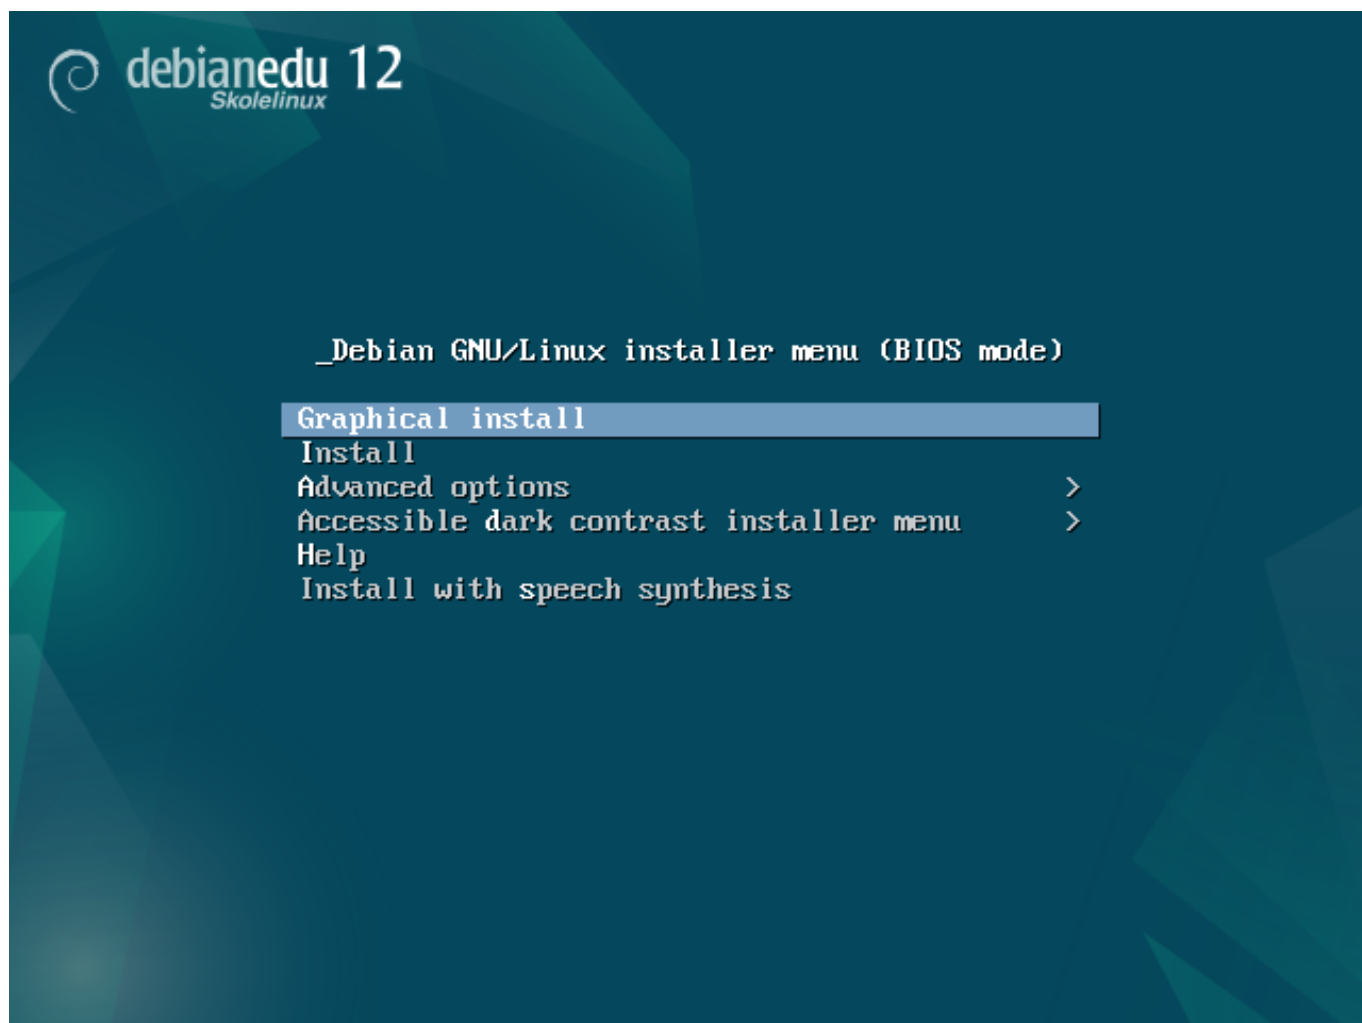 debianedu 12
Skolelinux
_Debian GNU/Linux installer menu (BIOS mode)
Graphical install
Install
Advanced options >
Accessible dark contrast installer menu >
Help
Install with speech synthesis